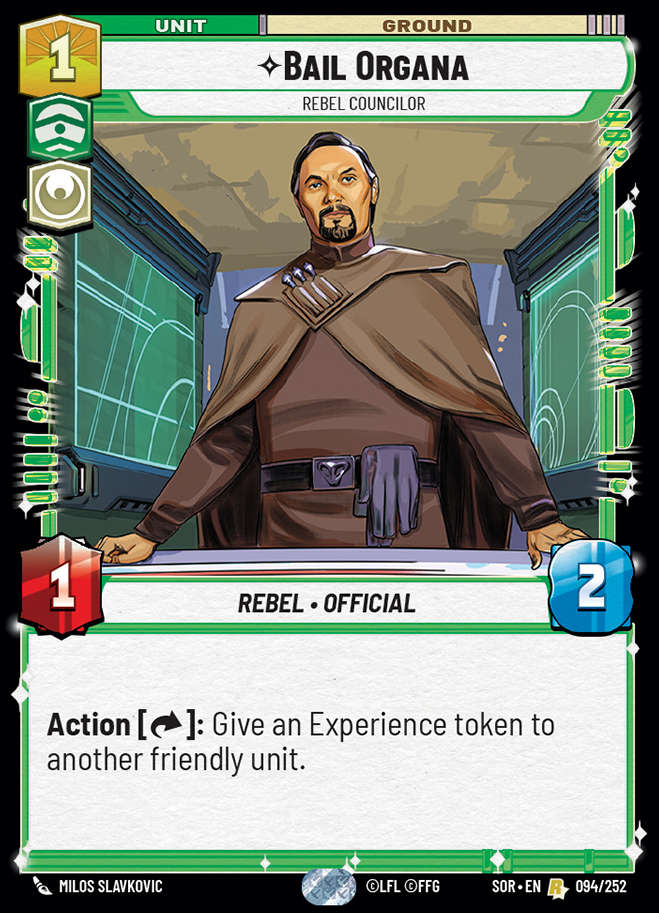 UNIT
GROUND
1
BAIL ORGANA
REBEL COUNCILOR
1
2
REBEL • OFFICIAL
Action [ ]: Give an Experience token to
another friendly unit.
MILOS SLAVKOVIC
©LFL ©FFG
SOR • EN R 094/252